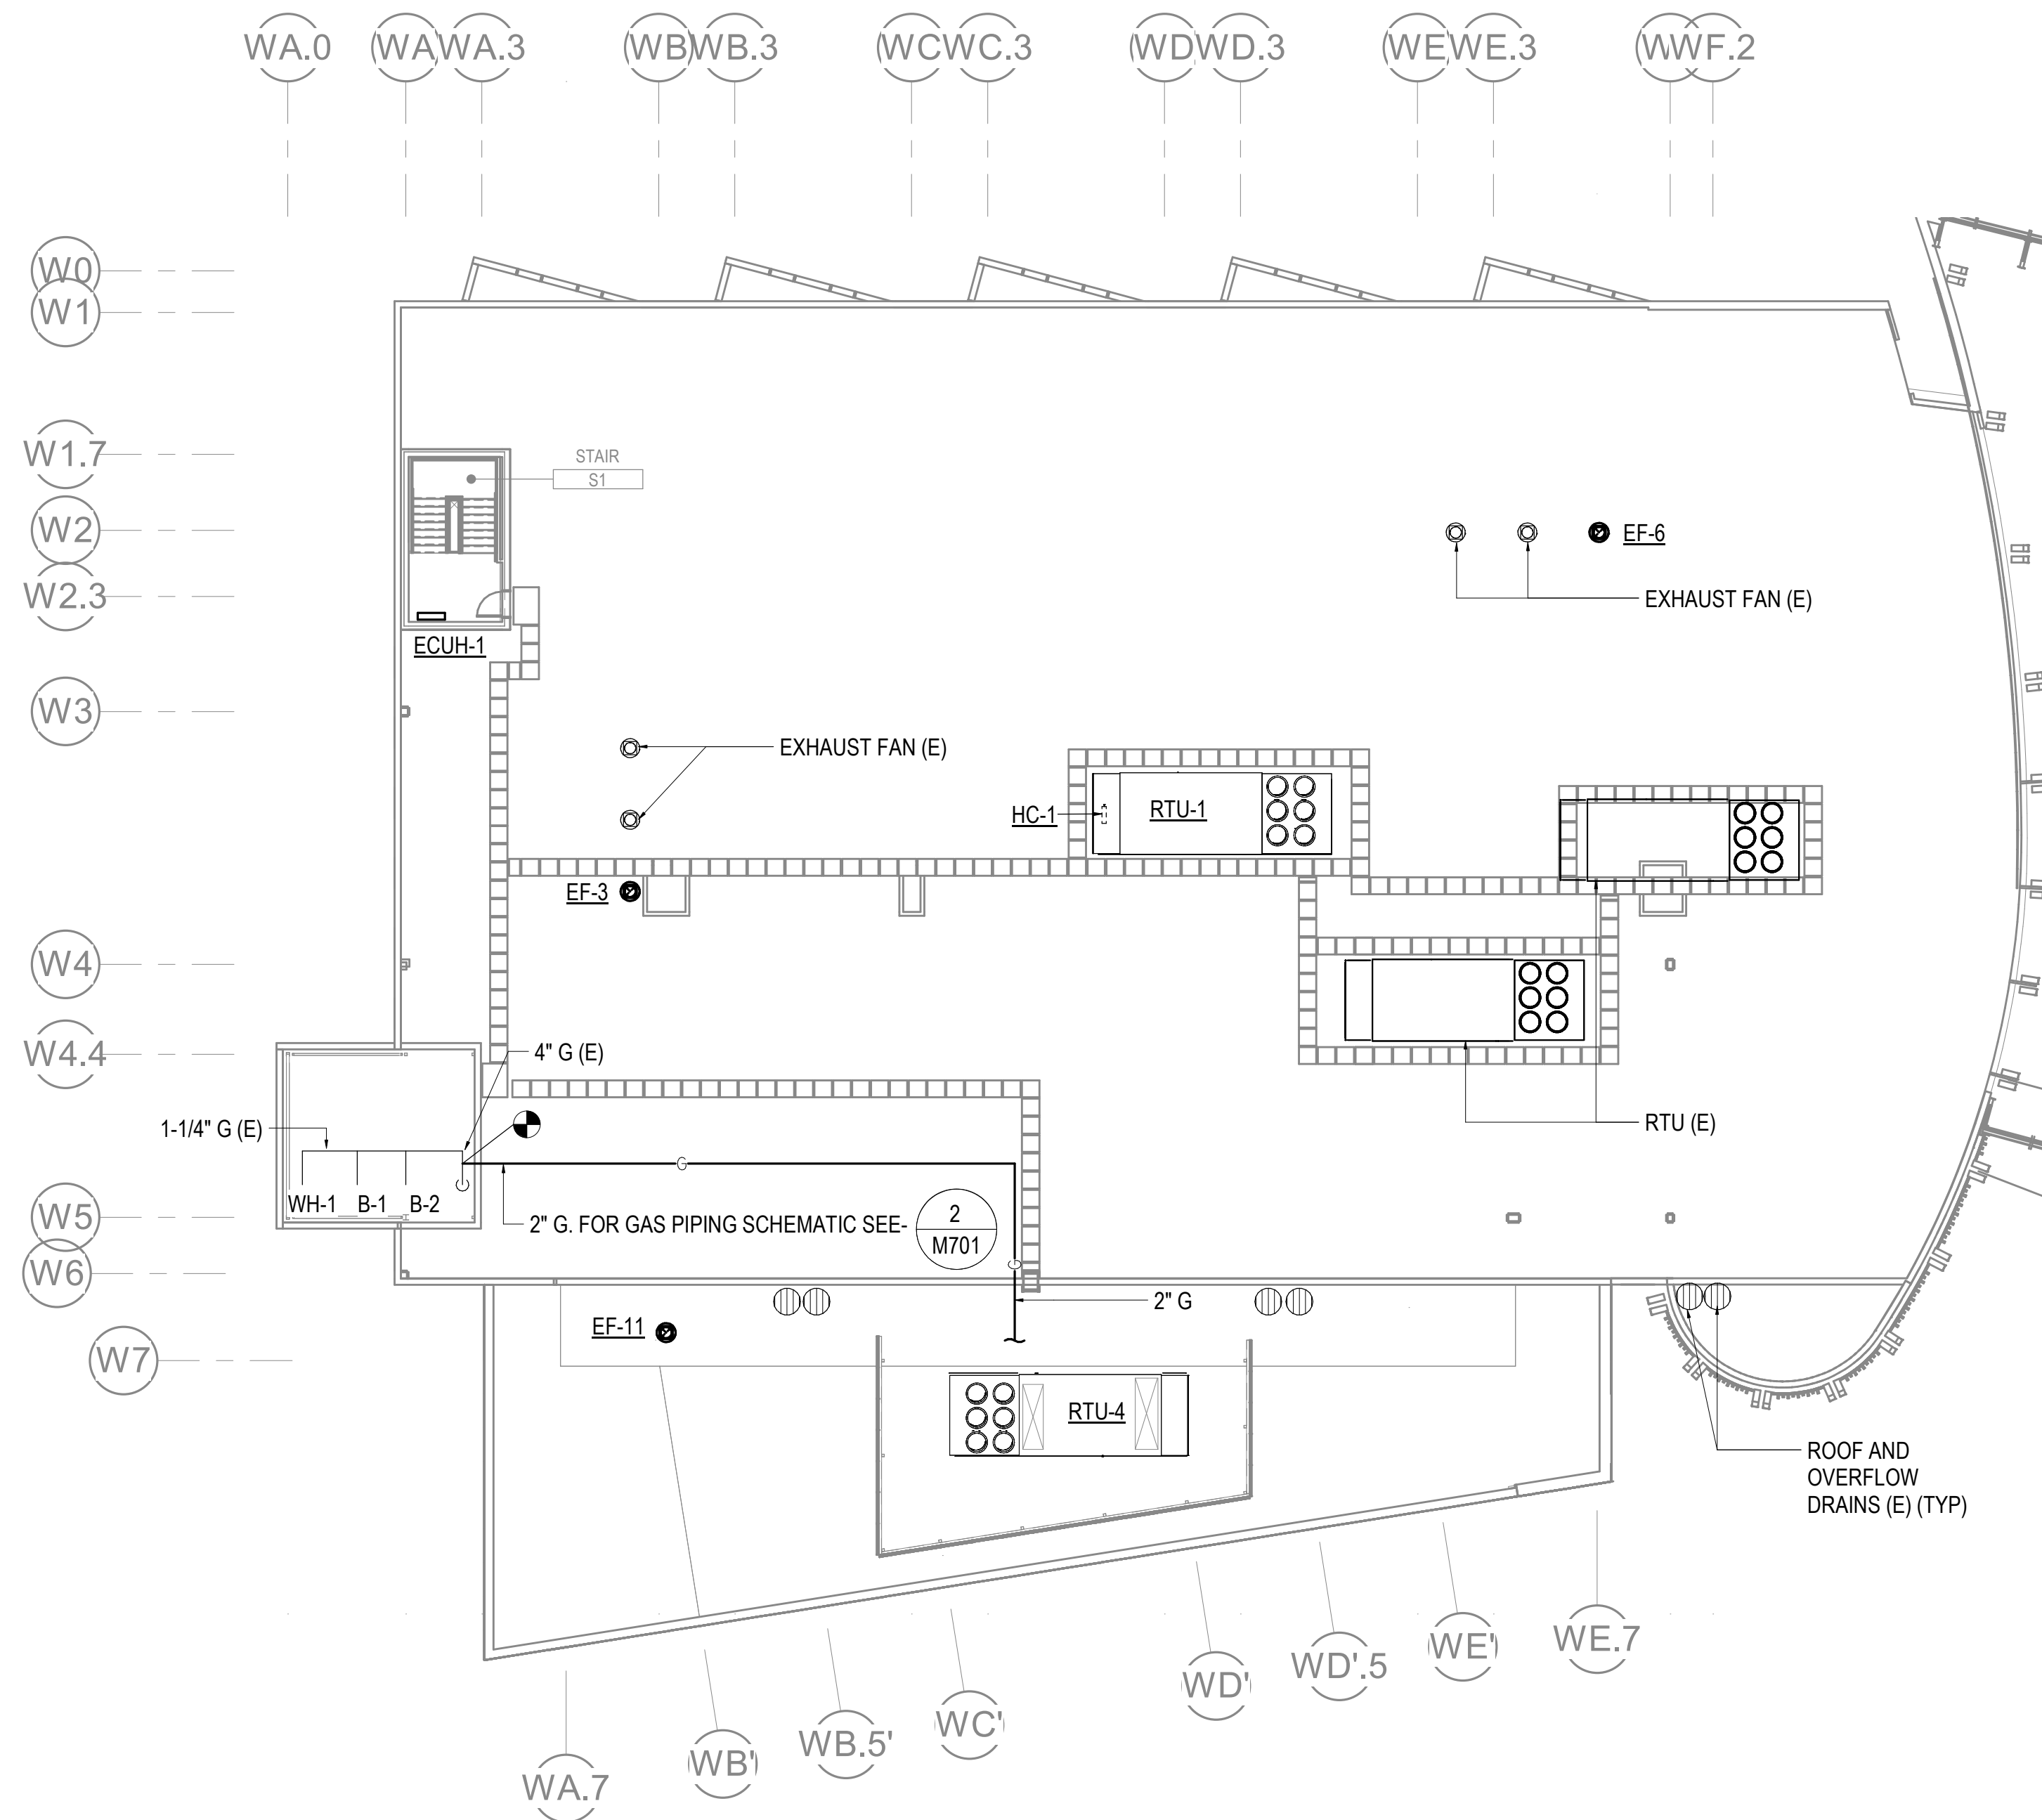 WA.0
WA
WA.3
WB
WB.3
WC
WC.3
WD
WD.3
WE
WE.3
W
WF.2
W0
W1
W1.7
STAIR
S1
W2
EF-6
W2.3
EXHAUST FAN (E)
ECUH-1
W3
EXHAUST FAN (E)
HC-1
RTU-1
EF-3
W4
W4.4
4" G (E)
1-1/4" G (E)
RTU (E)
G
WH-1
B-1
B-2
W5
2" G. FOR GAS PIPING SCHEMATIC SEE-
2
M701
W6
G
2" G
EF-11
W7
RTU-4
ROOF AND
OVERFLOW
DRAINS (E) (TYP)
WE.7
WE'
WD'.5
WD'
WC'
WB.5'
WB'
WA.7